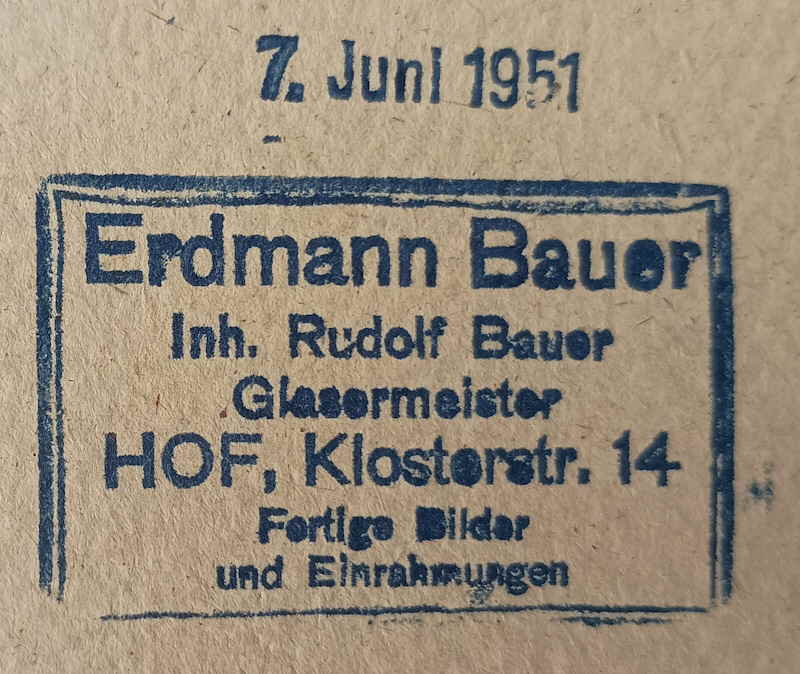 7. Juni 1951
Erdmann Bauer
Inh. Rudolf Bauer
Glasermeister
HOF, Klosterstr. 14
Fertige Bilder
und Einrahmungen